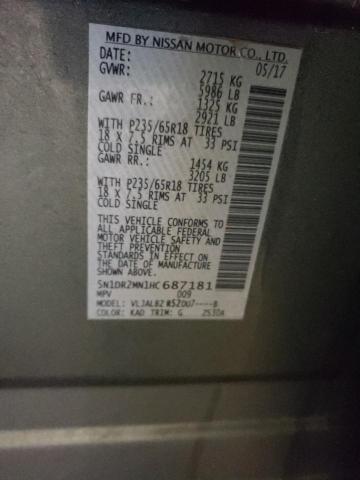 MFD BY NISSAN MOTOR CO., LTD.
DATE: 05/17
GVWR: 2715 KG
5986 LB
GAWR FR.: 1325 KG
2921 LB
WITH P235/65R18 TIRES
18 X 7.5 RIMS AT 33 PSI
COLD SINGLE
GAWR RR.: 1454 KG
3205 LB
WITH P235/65R18 TIRES
18 X 7.5 RIMS AT 33 PSI
COLD SINGLE
THIS VEHICLE CONFORMS TO
ALL APPLICABLE FEDERAL
MOTOR VEHICLE SAFETY AND
THEFT PREVENTION
STANDARDS IN EFFECT ON THE
DATE OF MANUFACTURE
SHOWN ABOVE.
5N1DR2MN1HC687181
MPV 009
MODEL: VLJALBZ R52DU7----B
COLOR: KAD TRIM: G 2530A